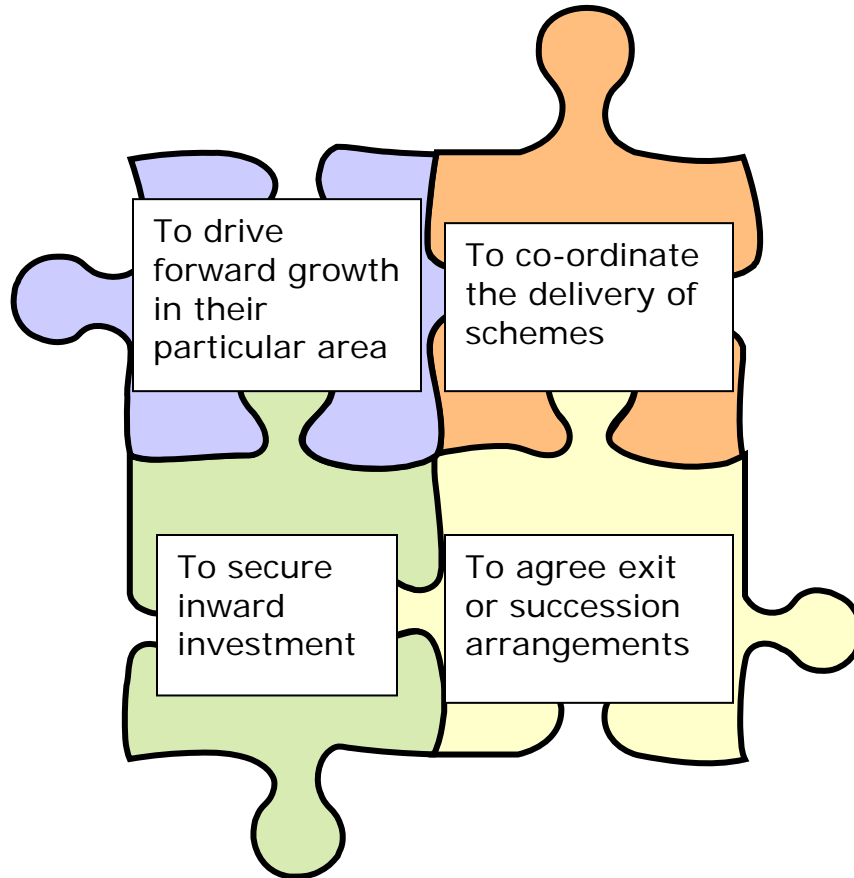 To drive
forward growth
in their
particular area
To co-ordinate
the delivery of
schemes
To secure
inward
investment
To agree exit
or succession
arrangements